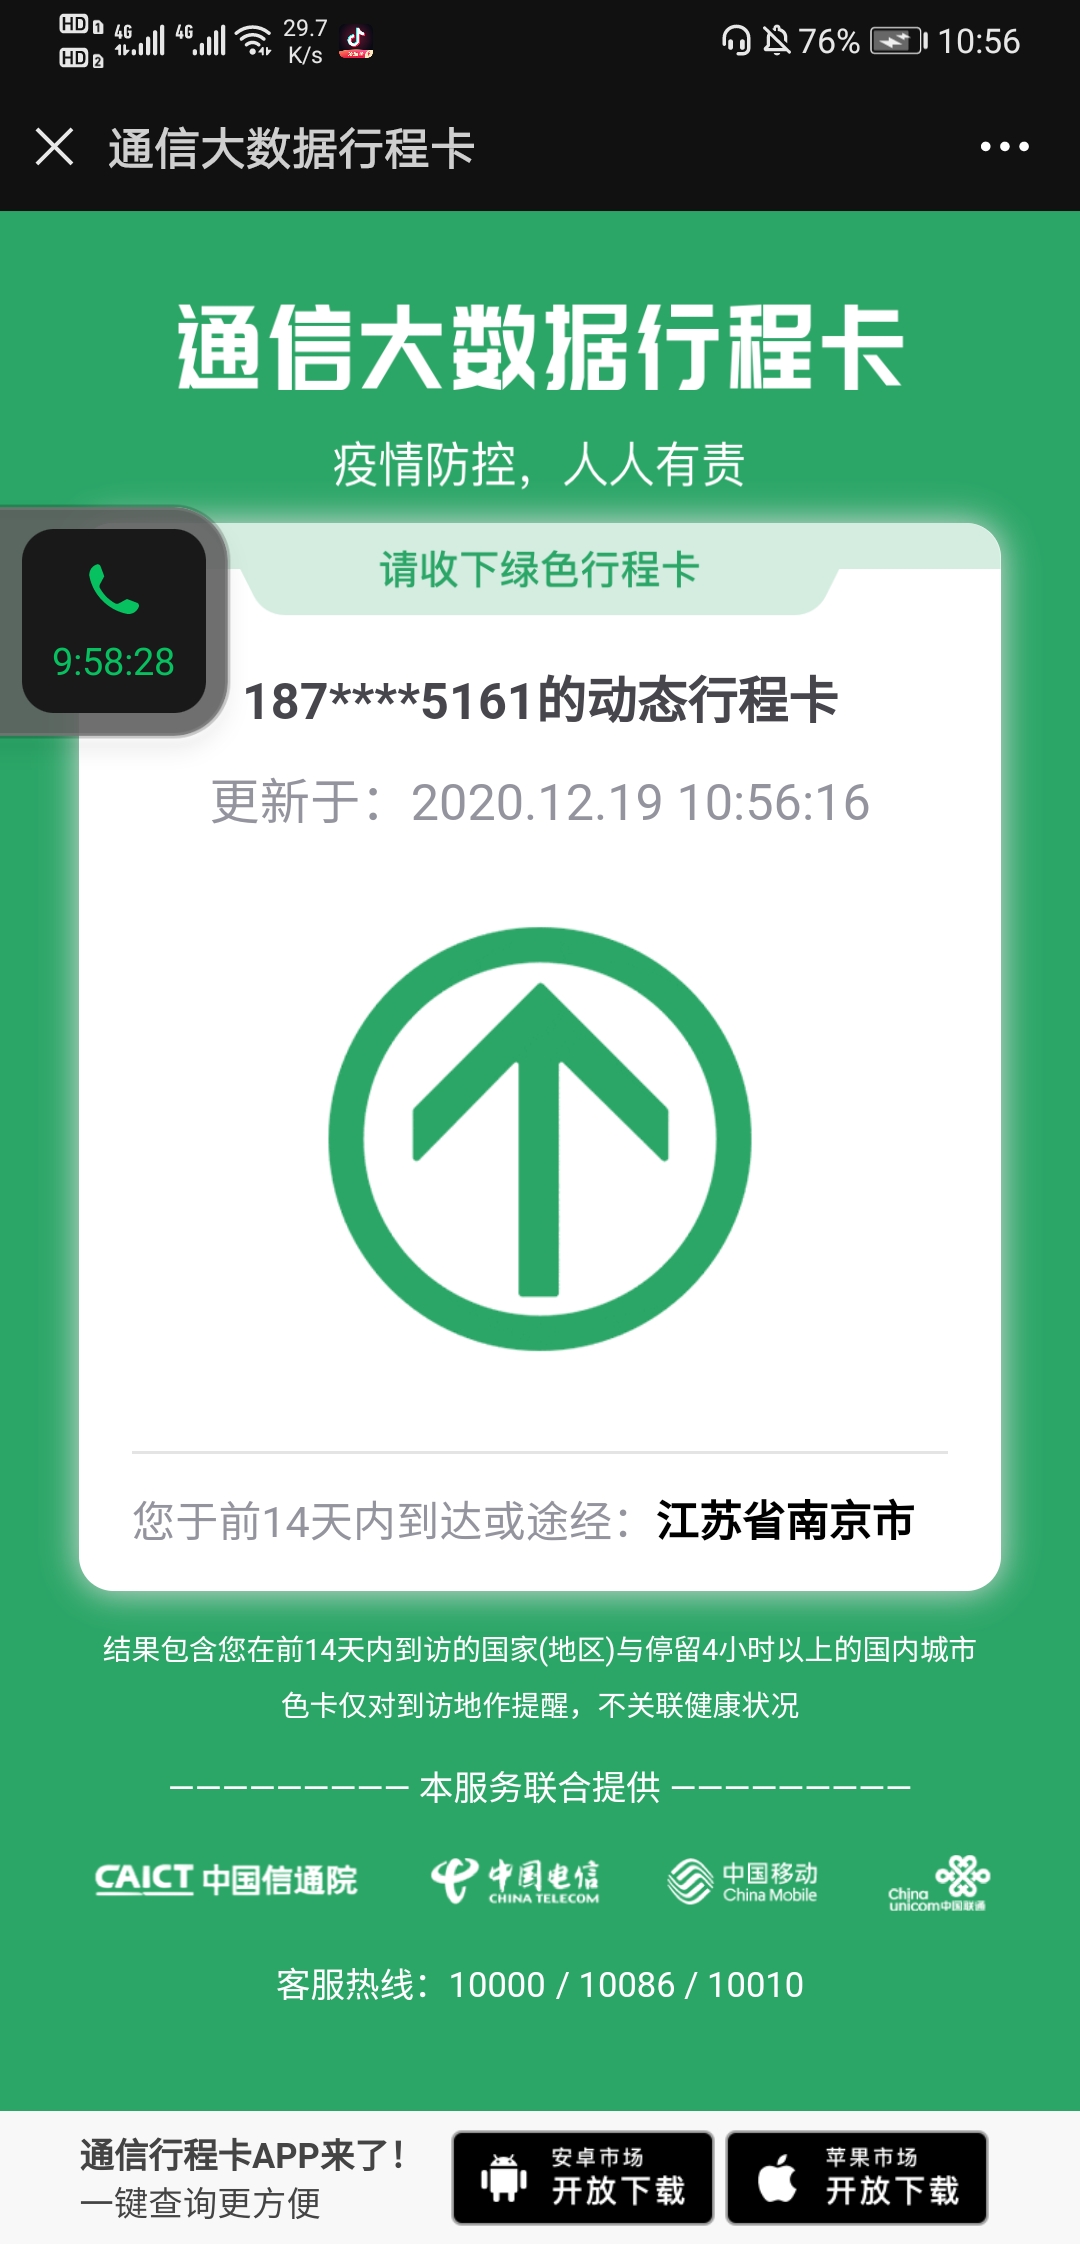 HD 1 4G 4G 29.7 K/s 76% 10:56
HD 2
通信大数据行程卡
通信大数据行程卡
疫情防控，人人有责
请收下绿色行程卡
9:58:28
187****5161的动态行程卡
更新于：2020.12.19 10:56:16
您于前14天内到达或途经：江苏省南京市
结果包含您在前14天内到访的国家(地区)与停留4小时以上的国内城市
色卡仅对到访地作提醒，不关联健康状况
————————— 本服务联合提供 —————————
CAICT 中国信通院 中国电信 CHINA TELECOM 中国移动 China Mobile China unicom中国联通
客服热线：10000 / 10086 / 10010
通信行程卡APP来了！
一键查询更方便
安卓市场
开放下载
苹果市场
开放下载